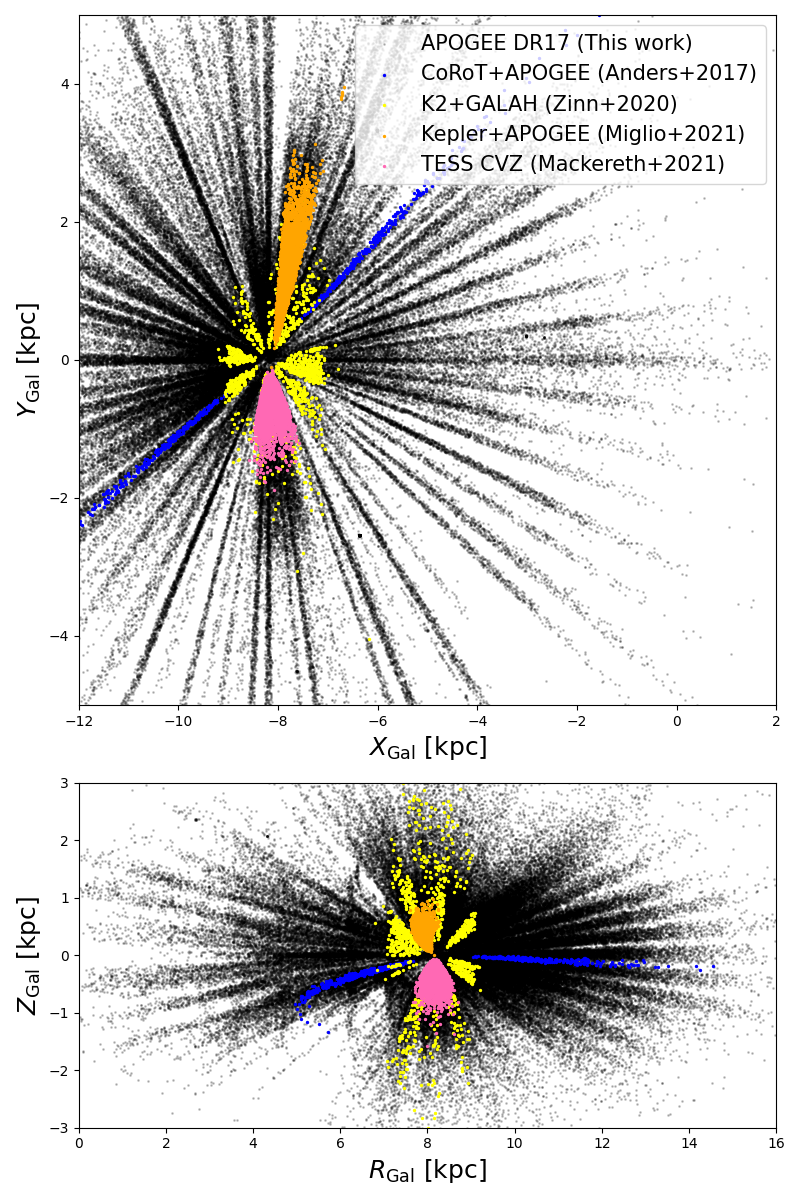 APOGEE DR17 (This work)
CoRoT+APOGEE (Anders+2017)
K2+GALAH (Zinn+2020)
Kepler+APOGEE (Miglio+2021)
TESS CVZ (Mackereth+2021)
4
2
0
−2
−4
Y_Gal [kpc]
−12 −10 −8 −6 −4 −2 0 2
X_Gal [kpc]
3
2
1
0
−1
−2
−3
Z_Gal [kpc]
0 2 4 6 8 10 12 14 16
R_Gal [kpc]